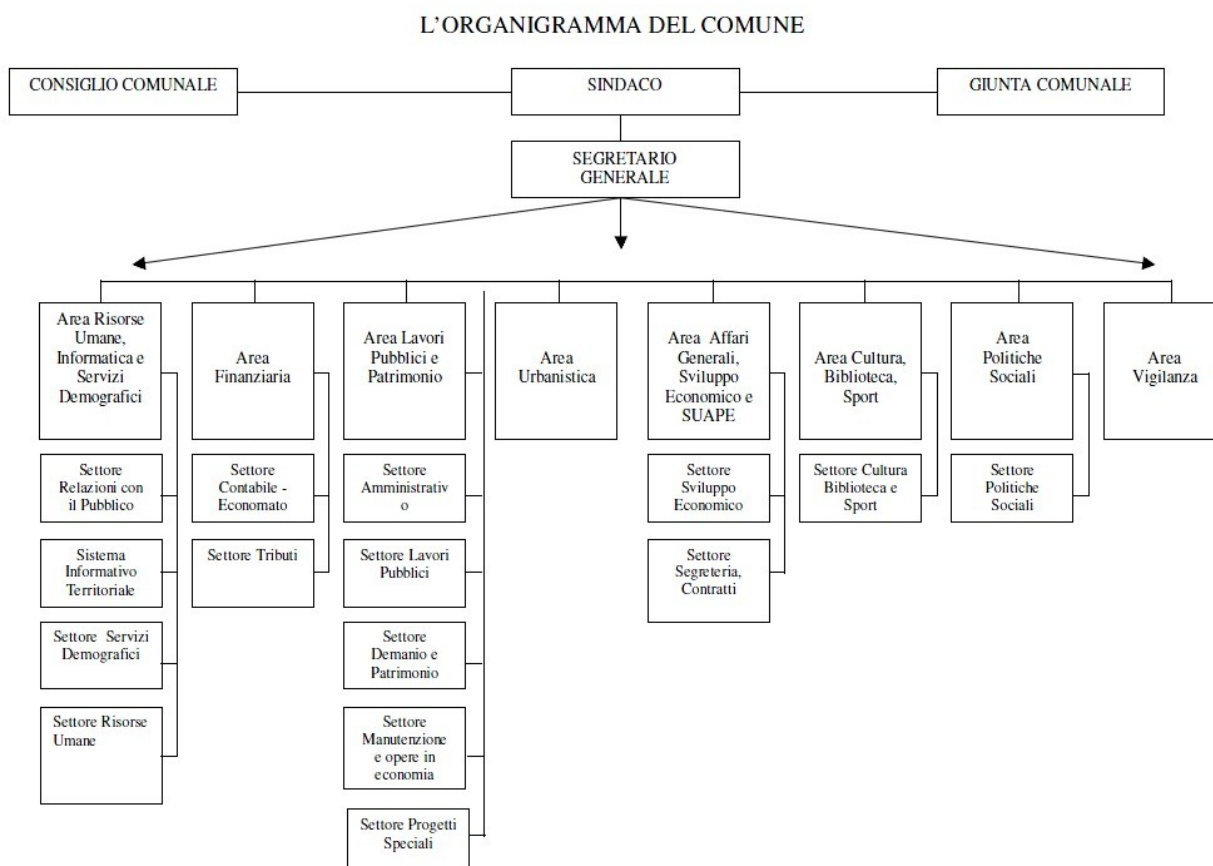 L'ORGANIGRAMMA DEL COMUNE
CONSIGLIO COMUNALE
SINDACO
GIUNTA COMUNALE
SEGRETARIO
GENERALE
Area Risorse
Umane,
Informatica e
Servizi
Demografici
Area
Finanziaria
Area Lavori
Pubblici e
Patrimonio
Area
Urbanistica
Area Affari
Generali,
Sviluppo
Economico e
SUAPE
Area Cultura,
Biblioteca,
Sport
Area
Politiche
Sociali
Area
Vigilanza
Settore
Relazioni con
il Pubblico
Settore
Contabile -
Economato
Settore
Amministrativ
o
Settore
Sviluppo
Economico
Settore Cultura
Biblioteca e
Sport
Settore
Politiche
Sociali
Sistema
Informativo
Territoriale
Settore Tributi
Settore Lavori
Pubblici
Settore
Segreteria,
Contratti
Settore Servizi
Demografici
Settore
Demanio e
Patrimonio
Settore Risorse
Umane
Settore
Manutenzione
e opere in
economia
Settore Progetti
Speciali